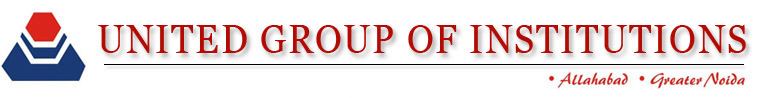 UNITED GROUP OF INSTITUTIONS
• Allahabad • Greater Noida